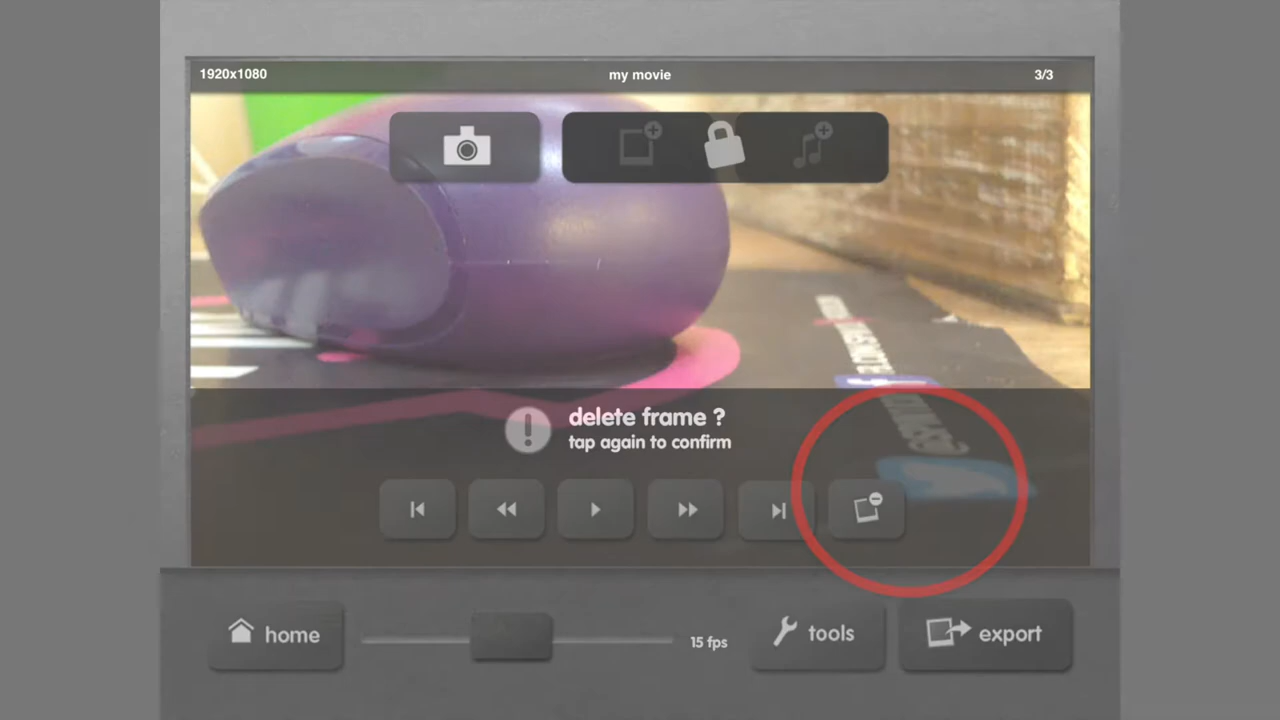 1920x1080
my movie
3/3
delete frame ?
tap again to confirm
home
15 fps
tools
export